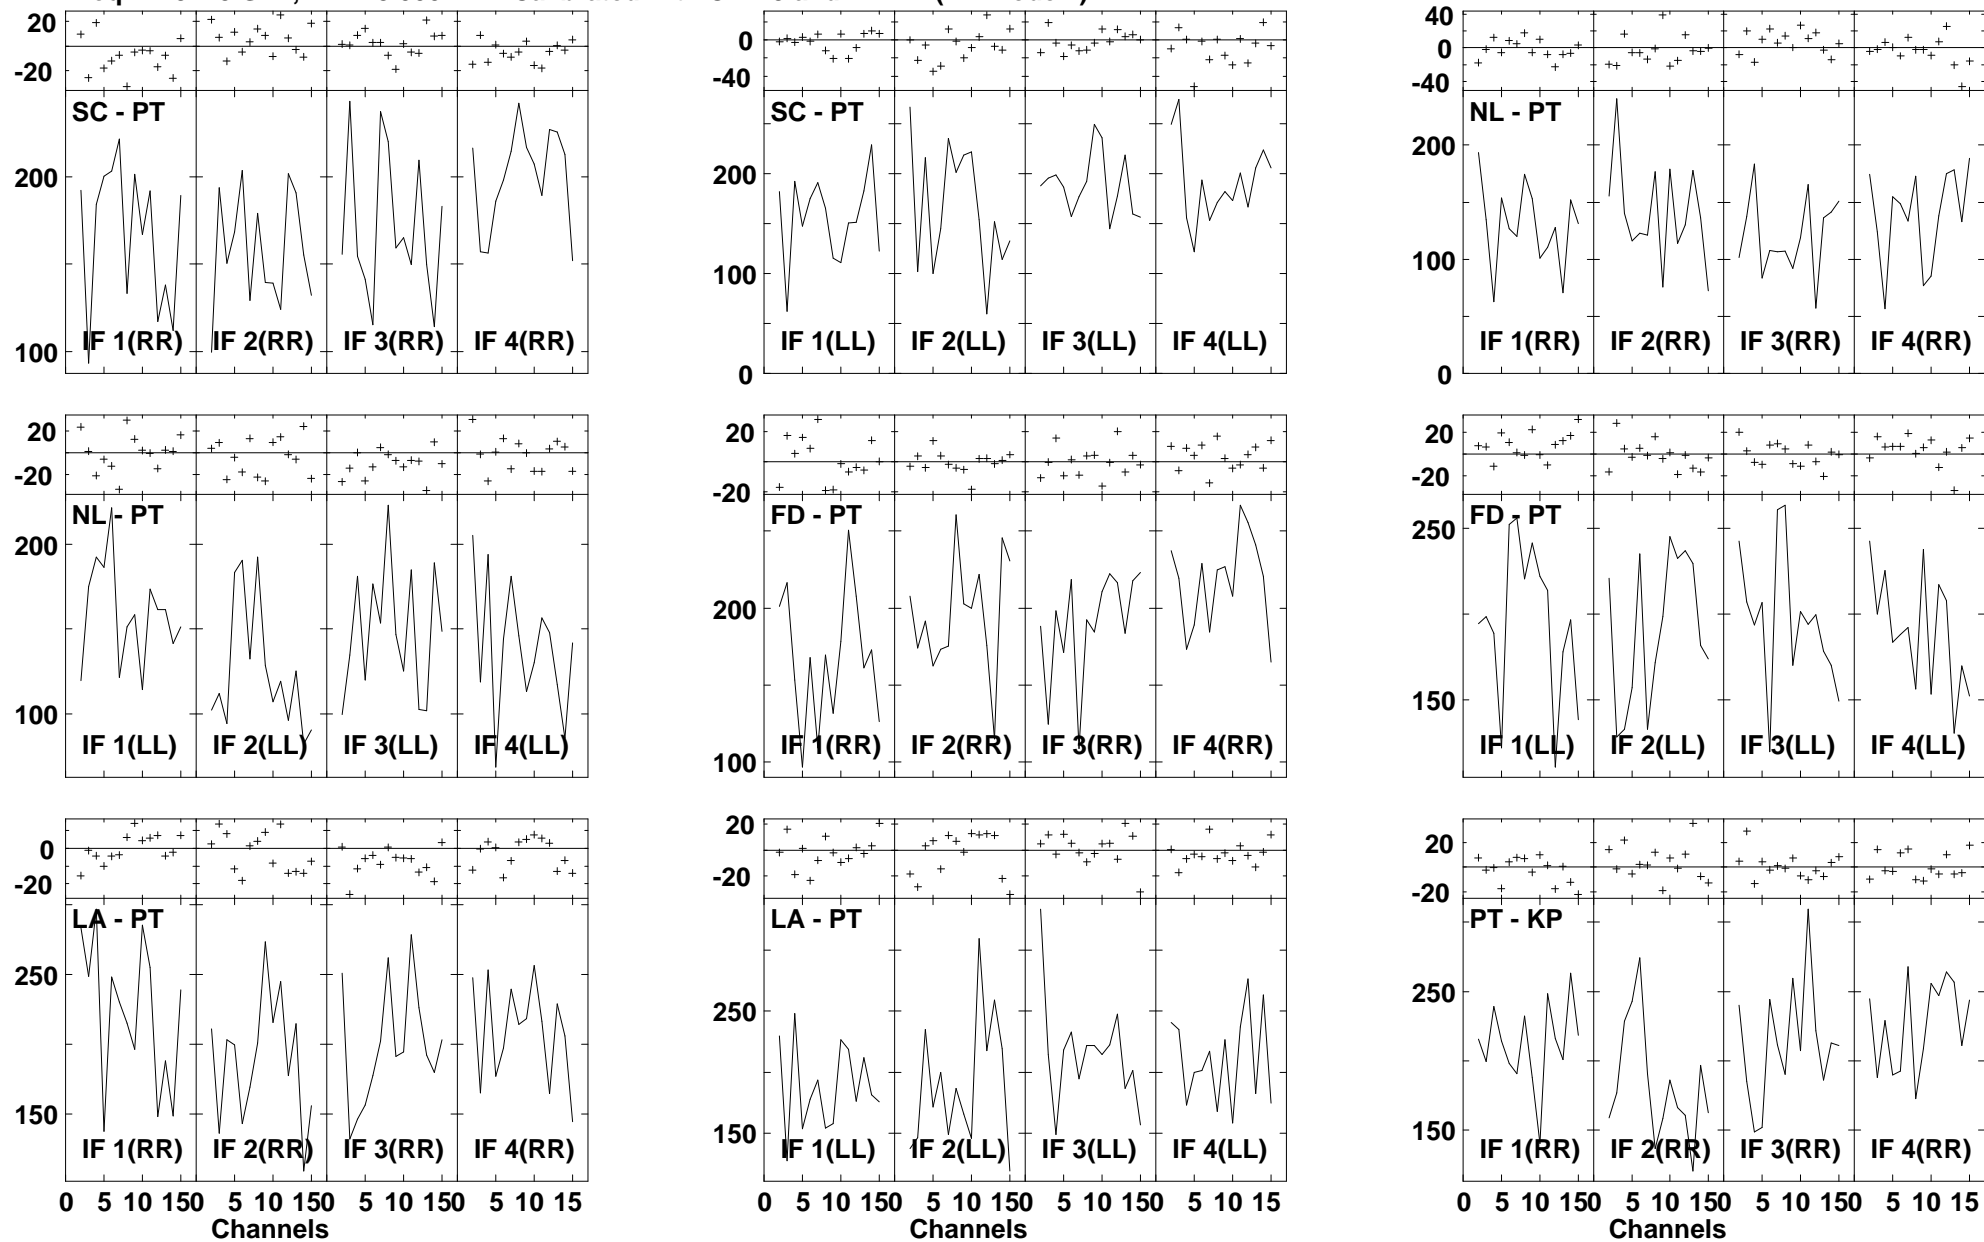 20
-20
SC - PT
200
100
IF 1(RR) IF 2(RR) IF 3(RR) IF 4(RR)
0
-40
SC - PT
200
100
0
IF 1(LL) IF 2(LL) IF 3(LL) IF 4(LL)
40
0
-40
NL - PT
200
100
0
IF 1(RR) IF 2(RR) IF 3(RR) IF 4(RR)
20
-20
NL - PT
200
100
IF 1(LL) IF 2(LL) IF 3(LL) IF 4(LL)
20
-20
FD - PT
200
100
IF 1(RR) IF 2(RR) IF 3(RR) IF 4(RR)
20
-20
FD - PT
250
150
IF 1(LL) IF 2(LL) IF 3(LL) IF 4(LL)
0
-20
LA - PT
250
150
IF 1(RR) IF 2(RR) IF 3(RR) IF 4(RR)
0 5 10 150 5 10 150 5 10 150 5 10 15
Channels
20
-20
LA - PT
250
150
IF 1(LL) IF 2(LL) IF 3(LL) IF 4(LL)
0 5 10 150 5 10 150 5 10 150 5 10 15
Channels
20
-20
PT - KP
250
150
IF 1(RR) IF 2(RR) IF 3(RR) IF 4(RR)
0 5 10 150 5 10 150 5 10 150 5 10 15
Channels